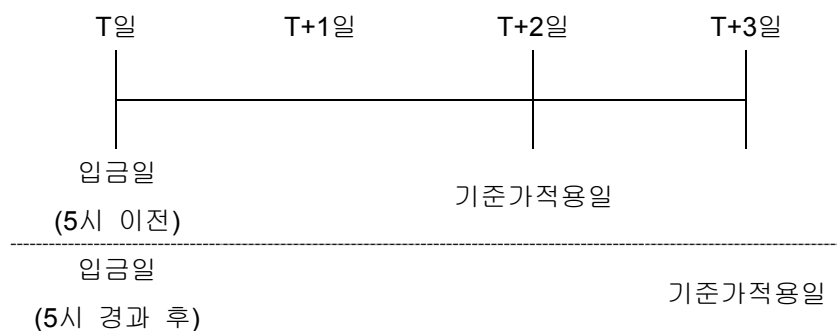 T일 T+1일 T+2일 T+3일
입금일
(5시 이전)
기준가적용일
입금일
(5시 경과 후)
기준가적용일